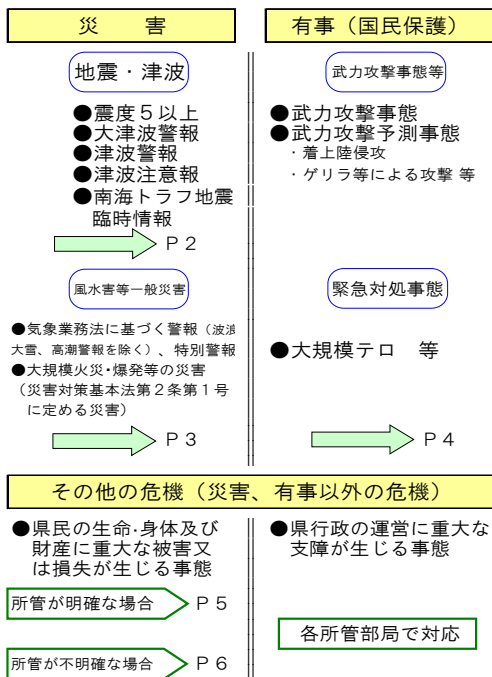 災　害
地震・津波
●震度５以上
●大津波警報
●津波警報
●津波注意報
●南海トラフ地震
臨時情報
Ｐ２
風水害等一般災害
●気象業務法に基づく警報（波浪
大雪、高潮警報を除く）、特別警報
●大規模火災・爆発等の災害
（災害対策基本法第２条第１号
に定める災害）
Ｐ３
有事（国民保護）
武力攻撃事態等
●武力攻撃事態
●武力攻撃予測事態
・着上陸侵攻
・ゲリラ等による攻撃 等
緊急対処事態
●大規模テロ　等
Ｐ４
その他の危機（災害、有事以外の危機）
●県民の生命・身体及び
財産に重大な被害又
は損失が生じる事態
所管が明確な場合
Ｐ５
所管が不明確な場合
Ｐ６
●県行政の運営に重大な
支障が生じる事態
各所管部局で対応